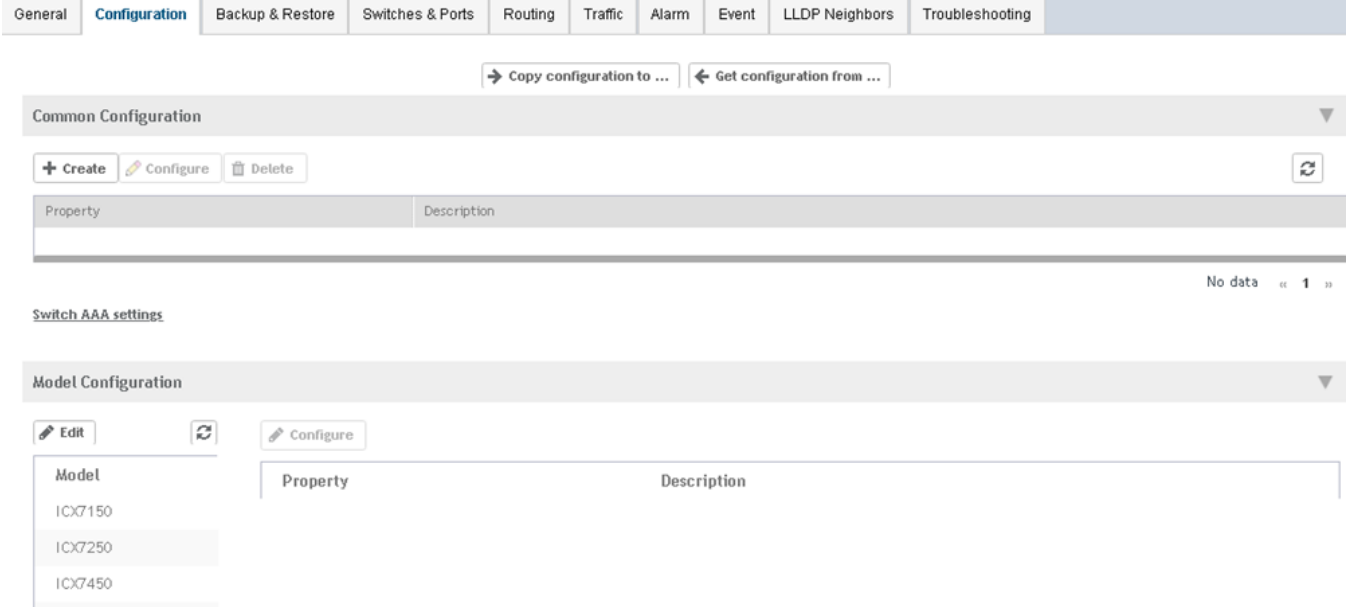 General Configuration Backup & Restore Switches & Ports Routing Traffic Alarm Event LLDP Neighbors Troubleshooting
Copy configuration to ... Get configuration from ...
Common Configuration
Create Configure Delete
Property Description
No data « 1 »
Switch AAA settings
Model Configuration
Edit Configure
Model
Property Description
ICX7150
ICX7250
ICX7450